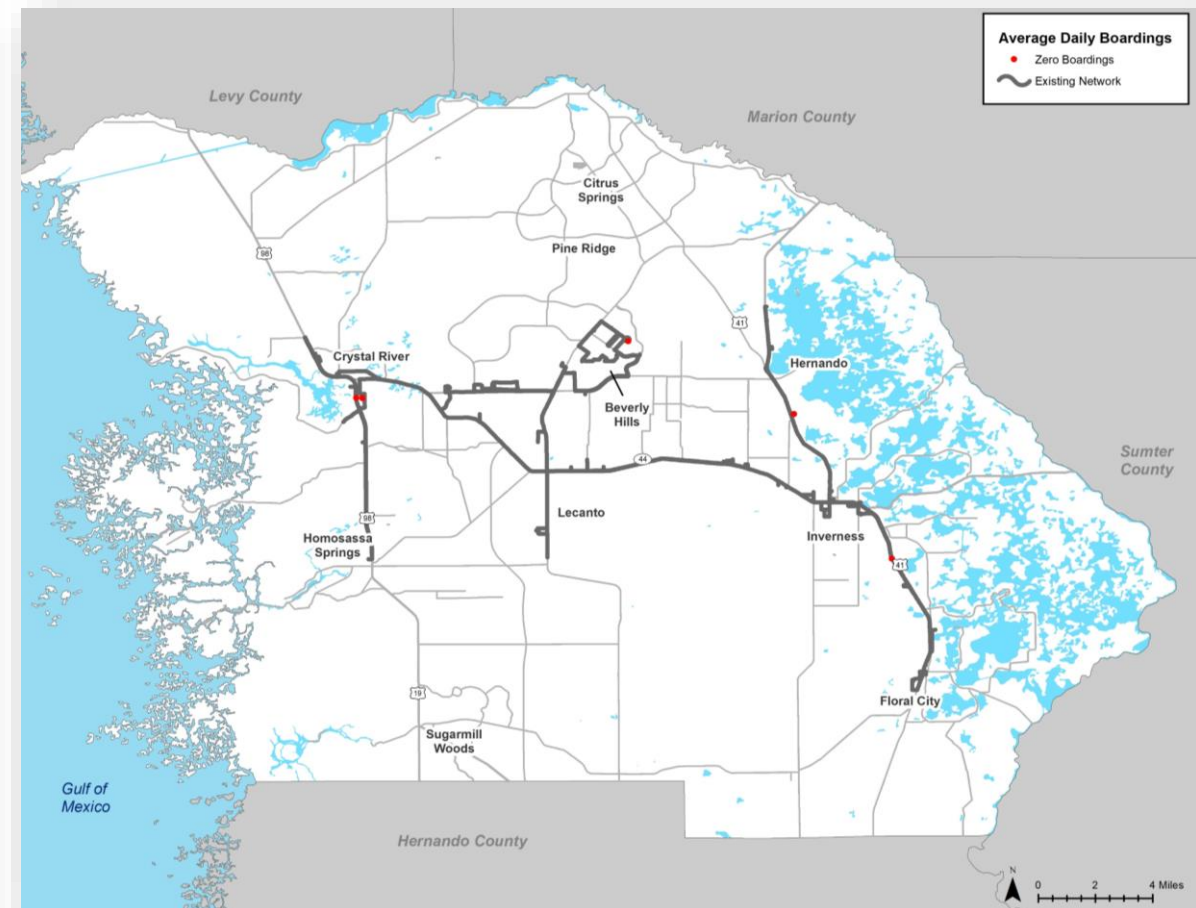 Average Daily Boardings
Zero Boardings
Existing Network
Levy County
Marion County
Citrus
Springs
Pine Ridge
98
41
Crystal River
Hernando
Beverly
Hills
44
Sumter
County
Lecanto
98
Homosassa
Springs
Inverness
41
19
Floral City
Sugarmill
Woods
Gulf of
Mexico
Hernando County
N
0 2 4 Miles